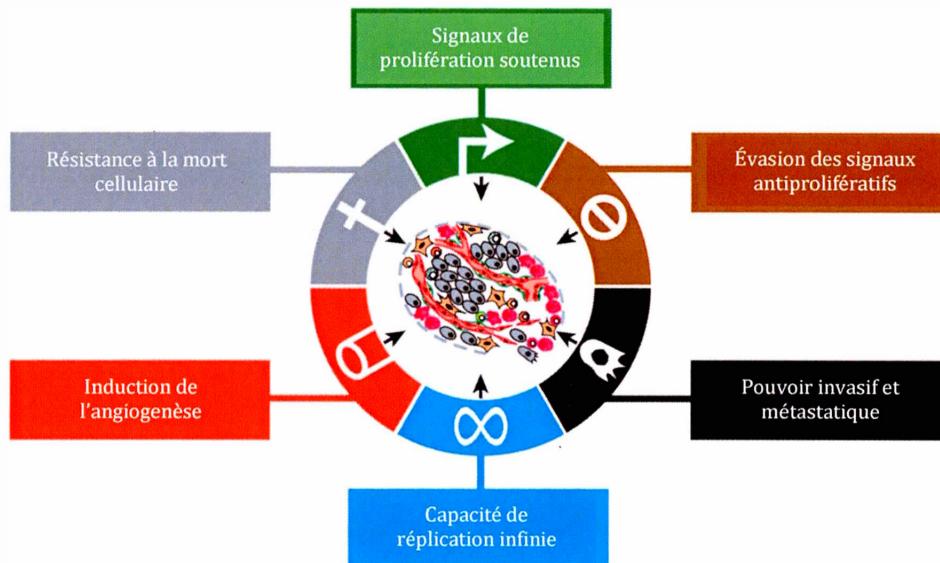 Signaux de
prolifération soutenus
Résistance à la mort
cellulaire
Évasion des signaux
antiprolifératifs
Induction de
l'angiogenèse
Pouvoir invasif et
métastatique
Capacité de
réplication infinie